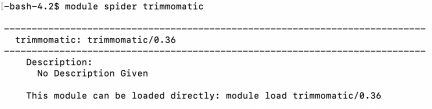 [-bash-4.2$ module spider trimmomatic
--------------------------------------------------------------------------------
trimmomatic: trimmomatic/0.36
--------------------------------------------------------------------------------
Description:
No Description Given
This module can be loaded directly: module load trimmomatic/0.36